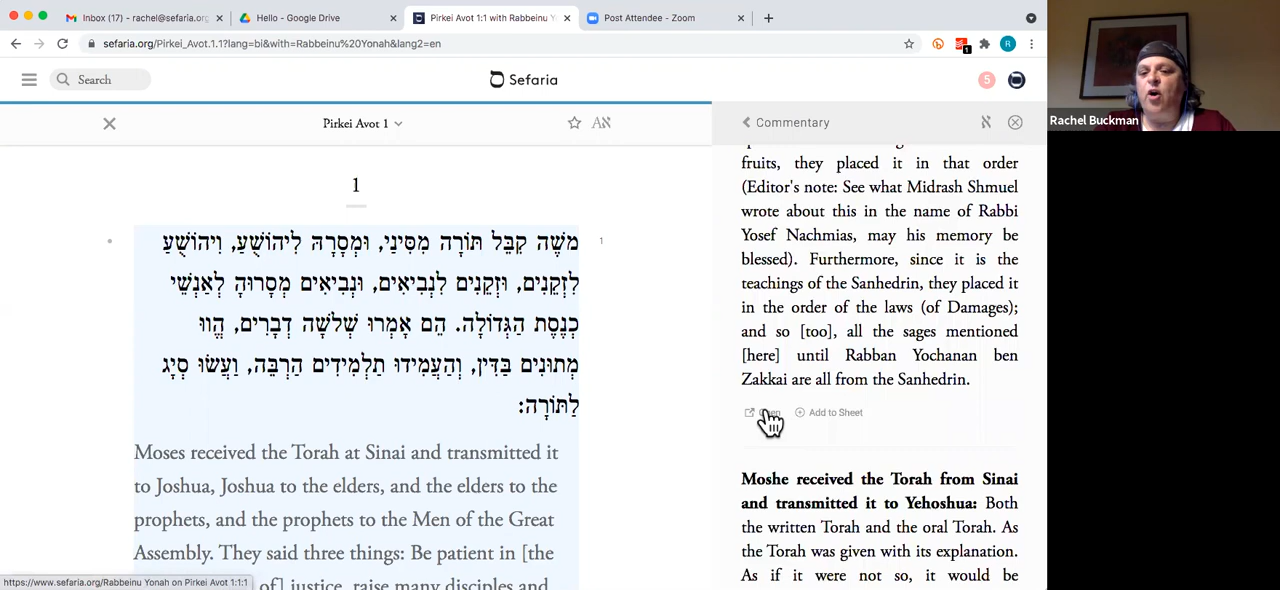 Inbox (17) - rachel@sefaria.org
Hello - Google Drive
Pirkei Avot 1:1 with Rabbeinu Y
Post Attendee - Zoom
sefaria.org/Pirkei_Avot.1.1?lang=bi&with=Rabbeinu%20Yonah&lang2=en
1
R
Search
Sefaria
5
Rachel Buckman
Pirkei Avot 1
Commentary
1
משֶׁה קִבֵּל תּוֹרָה מִסִּינַי, וּמְסָרָהּ לִיהוֹשֻׁעַ, וִיהוֹשֻׁעַ
לִזְקֵנִים, וּזְקֵנִים לִנְבִיאִים, וּנְבִיאִים מְסָרוּהָ לְאַנְשֵׁי
כְנֶסֶת הַגְּדוֹלָה. הֵם אָמְרוּ שְׁלשָׁה דְבָרִים, הֱווּ
מְתוּנִים בַּדִּין, וְהַעֲמִידוּ תַלְמִידִים הַרְבֵּה, וַעֲשׂוּ סְיָג
לַתּוֹרָה:
1
Moses received the Torah at Sinai and transmitted it
to Joshua, Joshua to the elders, and the elders to the
prophets, and the prophets to the Men of the Great
Assembly. They said three things: Be patient in [the
of] justice, raise many disciples and
fruits, they placed it in that order
(Editor's note: See what Midrash Shmuel
wrote about this in the name of Rabbi
Yosef Nachmias, may his memory be
blessed). Furthermore, since it is the
teachings of the Sanhedrin, they placed it
in the order of the laws (of Damages);
and so [too], all the sages mentioned
[here] until Rabban Yochanan ben
Zakkai are all from the Sanhedrin.
Open
Add to Sheet
Moshe received the Torah from Sinai
and transmitted it to Yehoshua: Both
the written Torah and the oral Torah. As
the Torah was given with its explanation.
As if it were not so, it would be
https://www.sefaria.org/Rabbeinu Yonah on Pirkei Avot 1:1:1